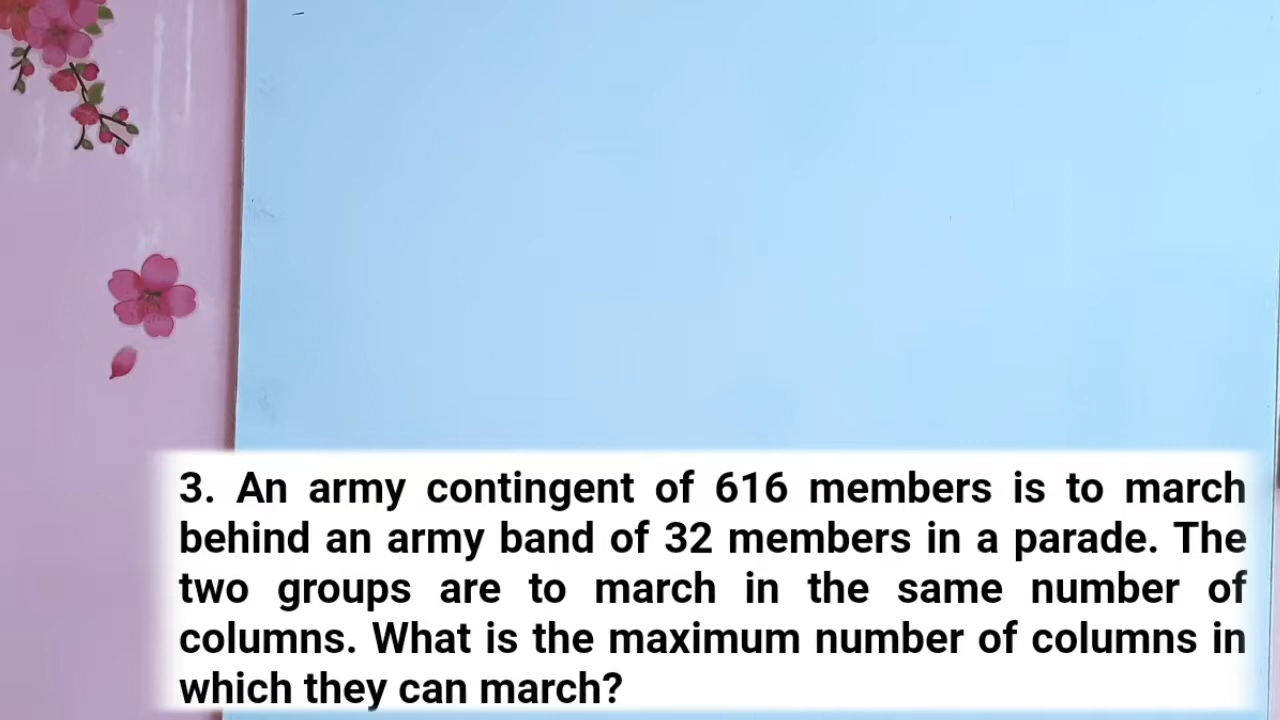 3. An army contingent of 616 members is to march
behind an army band of 32 members in a parade. The
two groups are to march in the same number of
columns. What is the maximum number of columns in
which they can march?